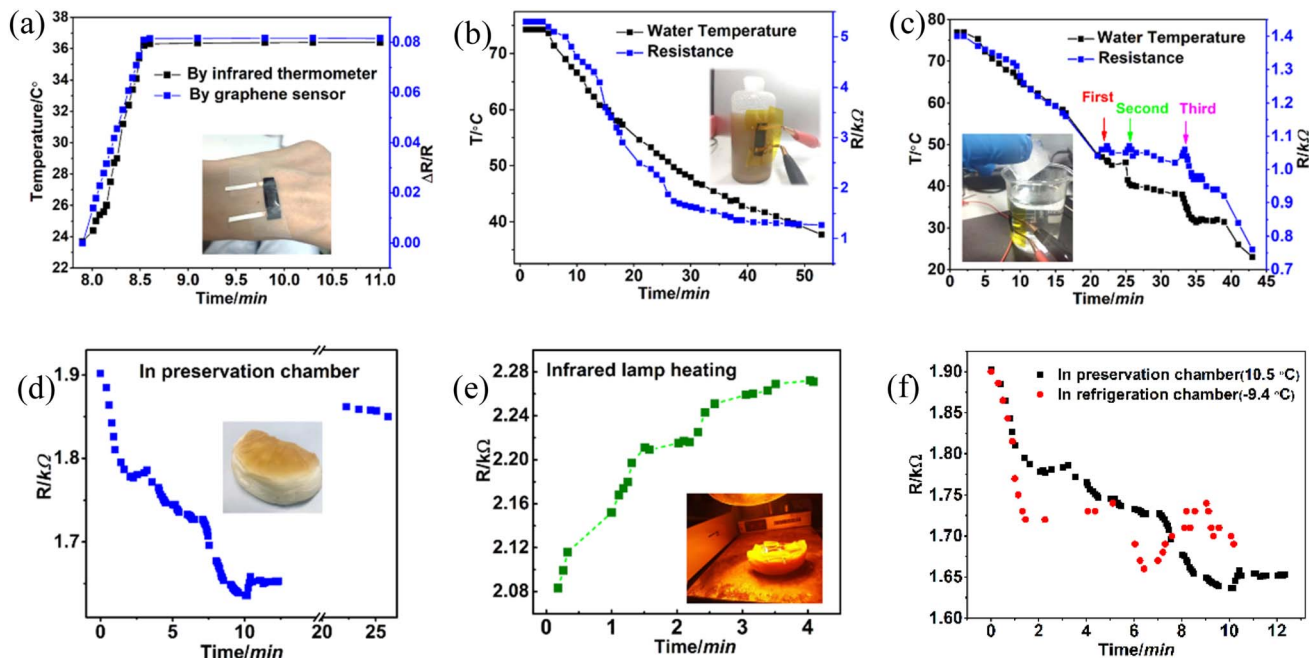 (a)
Temperature/C°
38
36
34
32
30
28
26
24
22
By infrared thermometer
By graphene sensor
0.08
0.06
0.04
0.02
0.00
ΔR/R
8.0 8.5 9.0 9.5 10.0 10.5 11.0
Time/min
(b)
T/°C
70
60
50
40
Water Temperature
Resistance
5
4
3
2
1
R/kΩ
0 10 20 30 40 50
Time/min
(c)
T/°C
80
70
60
50
40
30
20
Water Temperature
Resistance
First Second Third
1.4
1.3
1.2
1.1
1.0
0.9
0.8
0.7
R/kΩ
0 5 10 15 20 25 30 35 40 45
Time/min
(d)
In preservation chamber
R/kΩ
1.9
1.8
1.7
0 5 10 20 25
Time/min
(e)
Infrared lamp heating
R/kΩ
2.28
2.24
2.20
2.16
2.12
2.08
0 1 2 3 4
Time/min
(f)
R/kΩ
1.90
1.85
1.80
1.75
1.70
1.65
1.60
In preservation chamber(10.5 °C)
In refrigeration chamber(-9.4 °C)
0 2 4 6 8 10 12
Time/min